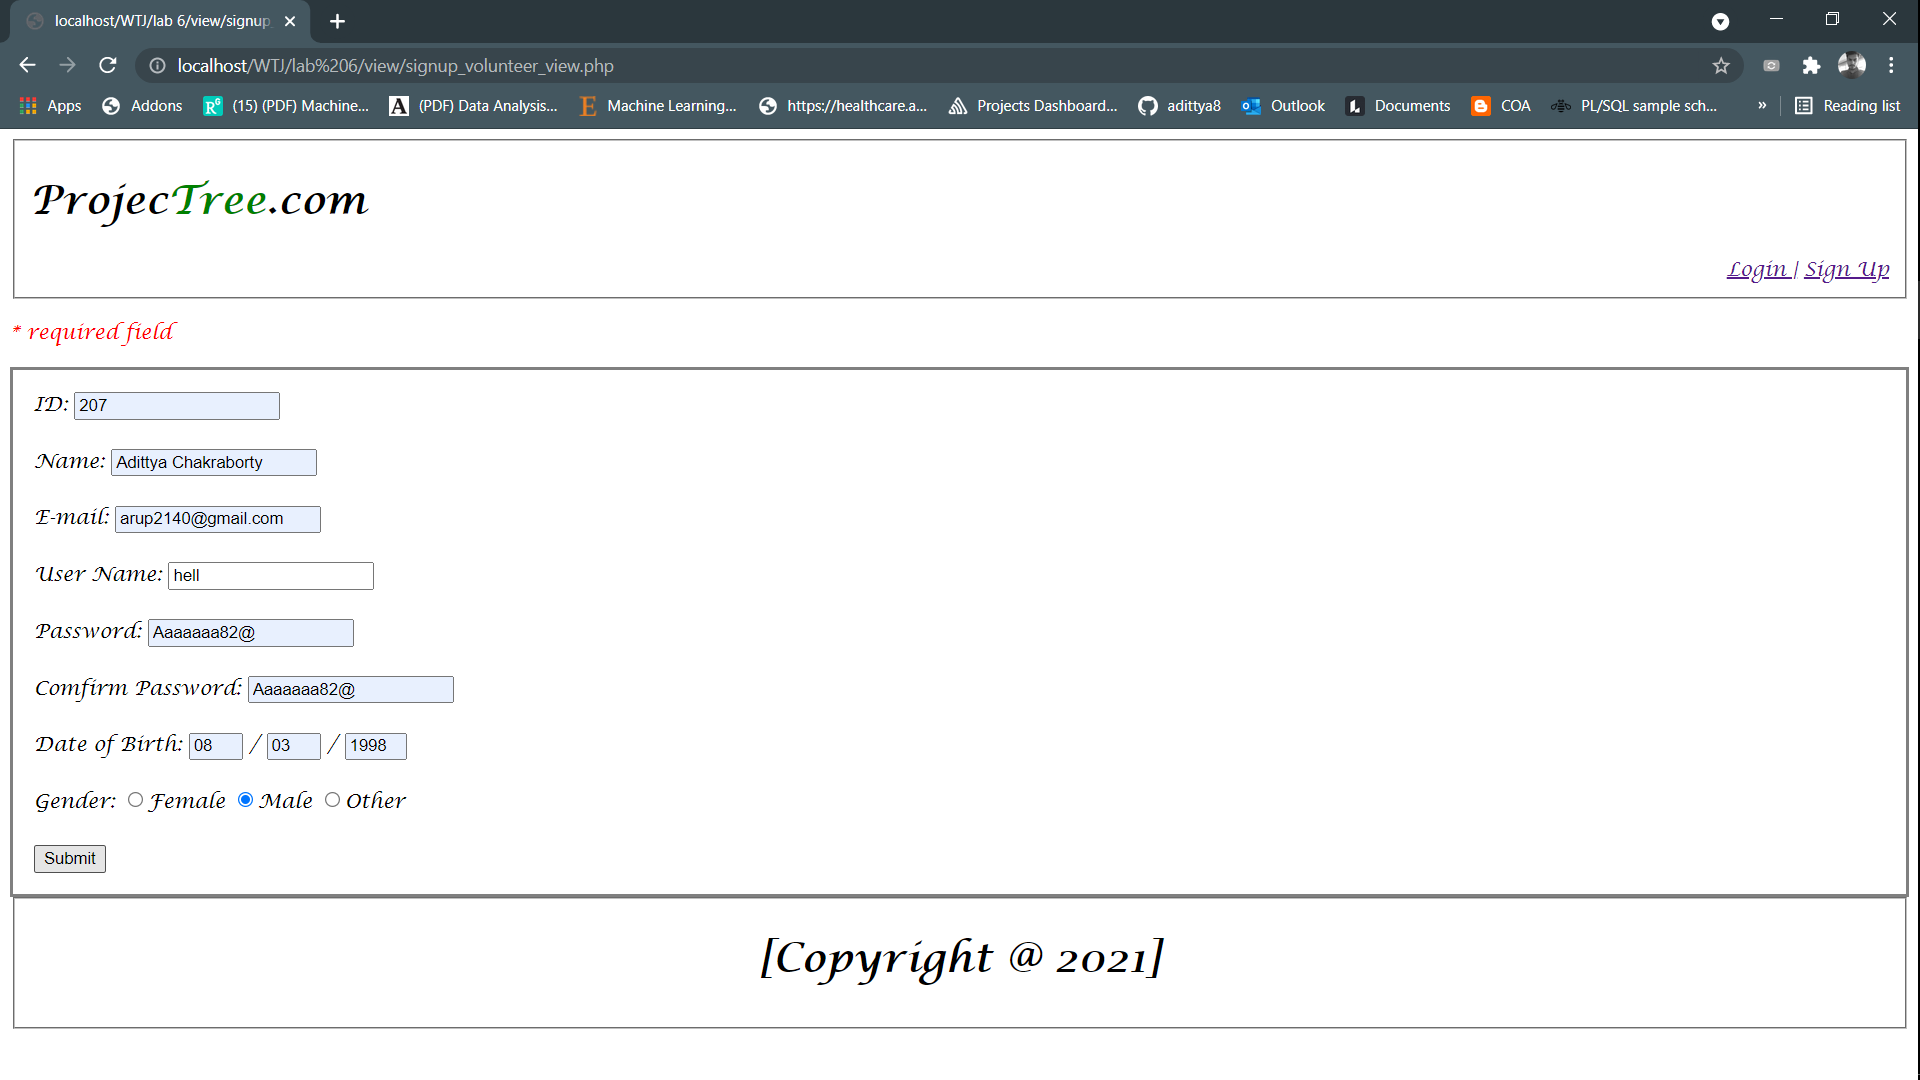 localhost/WTJ/lab 6/view/signup_
localhost/WTJ/lab%206/view/signup_volunteer_view.php
Apps Addons (15) (PDF) Machine... (PDF) Data Analysis... Machine Learning... https://healthcare.a... Projects Dashboard... adittya8 Outlook Documents COA PL/SQL sample sch... » Reading list
ProjecTree.com
Login | Sign Up
* required field
ID: 207
Name: Adittya Chakraborty
E-mail: arup2140@gmail.com
User Name: hell
Password: Aaaaaaa82@
Comfirm Password: Aaaaaaa82@
Date of Birth: 08 / 03 / 1998
Gender: Female Male Other
Submit
[Copyright @ 2021]